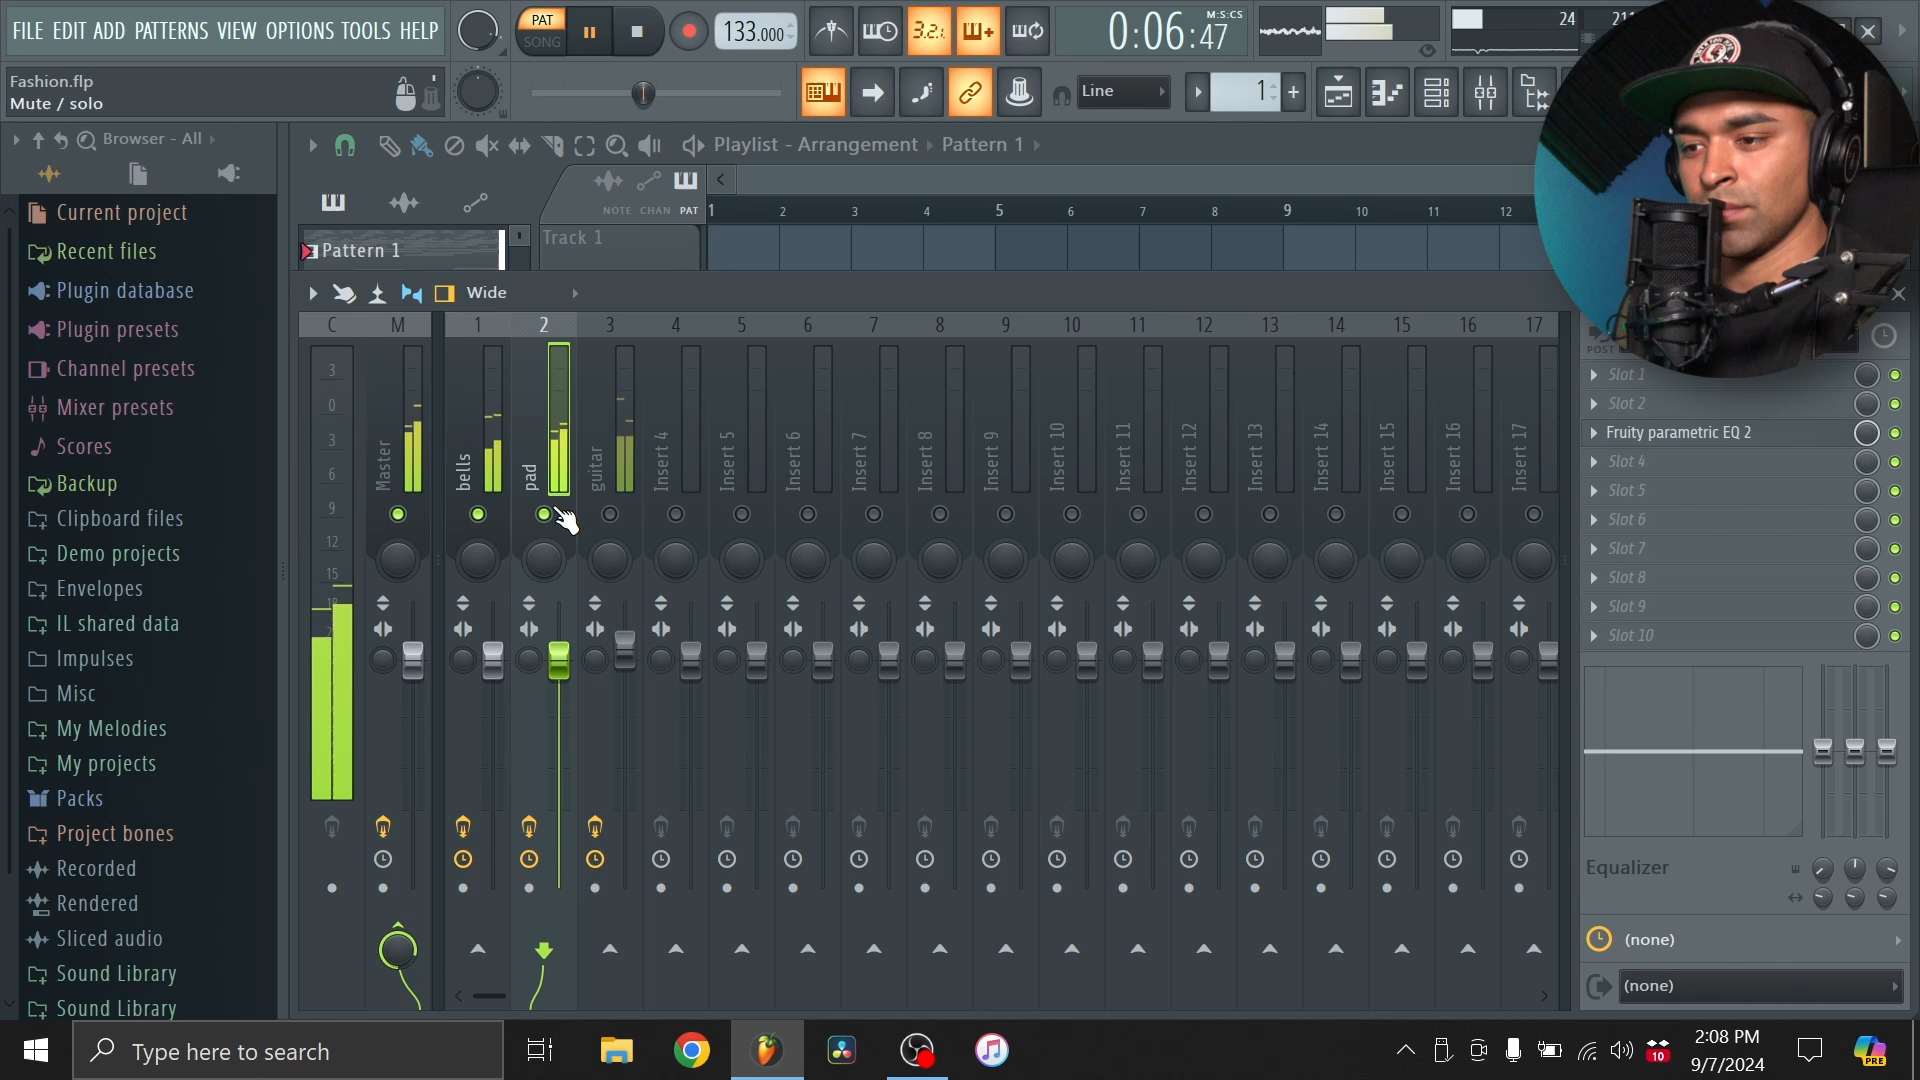 FILE EDIT ADD PATTERNS VIEW OPTIONS TOOLS HELP
PAT
SONG
133.000
3.2.1
0:06:47
M:S:CS
24
211
Fashion.flp
Mute / solo
Line
1
Browser - All
Playlist - Arrangement
Pattern 1
NOTE CHAN PAT
1 2 3 4 5 6 7 8 9 10 11 12
Pattern 1
Track 1
Current project
Recent files
Plugin database
Plugin presets
Channel presets
Mixer presets
Scores
Backup
Clipboard files
Demo projects
Envelopes
IL shared data
Impulses
Misc
My Melodies
My projects
Packs
Project bones
Recorded
Rendered
Sliced audio
Sound Library
Sound Library
Wide
C M 1 2 3 4 5 6 7 8 9 10 11 12 13 14 15 16 17
3
0
3
6
9
12
15
18
Master
bells
pad
guitar
Insert 4
Insert 5
Insert 6
Insert 7
Insert 8
Insert 9
Insert 10
Insert 11
Insert 12
Insert 13
Insert 14
Insert 15
Insert 16
Insert 17
POST
Slot 1
Slot 2
Fruity parametric EQ 2
Slot 4
Slot 5
Slot 6
Slot 7
Slot 8
Slot 9
Slot 10
Equalizer
(none)
(none)
Type here to search
10
2:08 PM
9/7/2024
PRE